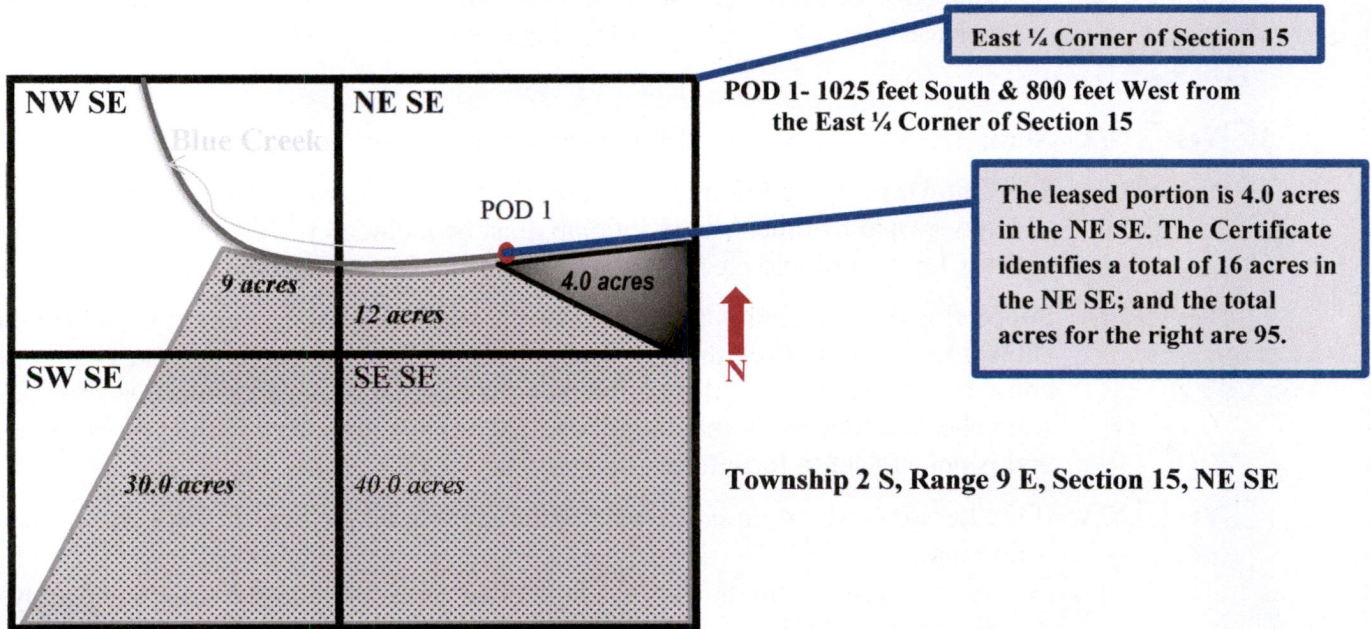 East ¼ Corner of Section 15
NW SE
NE SE
POD 1- 1025 feet South & 800 feet West from
the East ¼ Corner of Section 15
Blue Creek
POD 1
The leased portion is 4.0 acres
in the NE SE. The Certificate
identifies a total of 16 acres in
the NE SE; and the total
acres for the right are 95.
9 acres
4.0 acres
12 acres
N
SW SE
SE SE
30.0 acres
40.0 acres
Township 2 S, Range 9 E, Section 15, NE SE